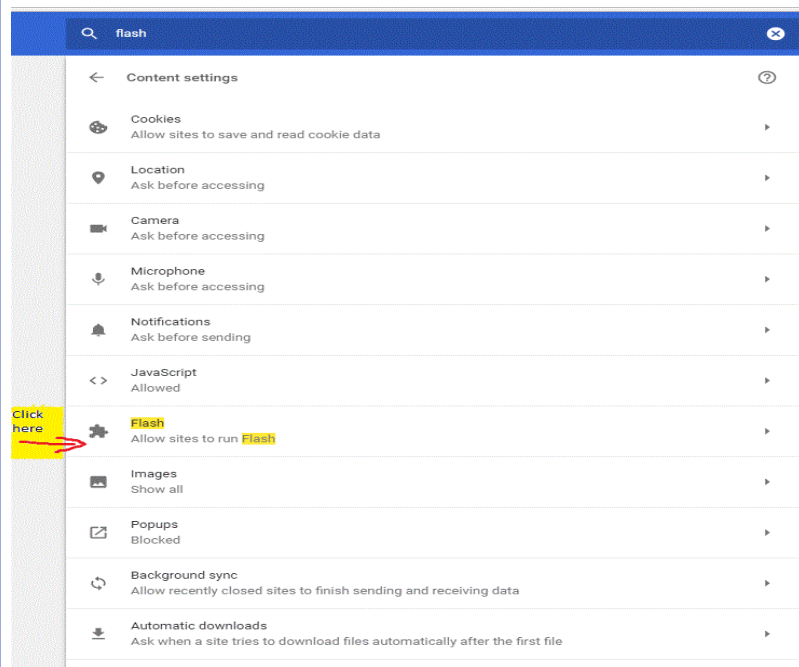 flash
Content settings
Cookies
Allow sites to save and read cookie data
Location
Ask before accessing
Camera
Ask before accessing
Microphone
Ask before accessing
Notifications
Ask before sending
JavaScript
Allowed
Click
here
Flash
Allow sites to run Flash
Images
Show all
Popups
Blocked
Background sync
Allow recently closed sites to finish sending and receiving data
Automatic downloads
Ask when a site tries to download files automatically after the first file